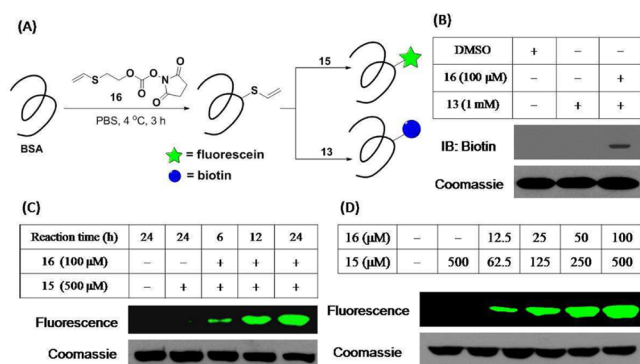 (A)
16
PBS, 4 °C, 3 h
BSA
15
13
= fluorescein
= biotin
(B)
DMSO + – –
16 (100 µM) – – +
13 (1 mM) – + +
IB: Biotin
Coomassie
(C)
Reaction time (h) 24 24 6 12 24
16 (100 µM) – – + + +
15 (500 µM) – + + + +
Fluorescence
Coomassie
(D)
16 (µM) – – 12.5 25 50 100
15 (µM) – 500 62.5 125 250 500
Fluorescence
Coomassie